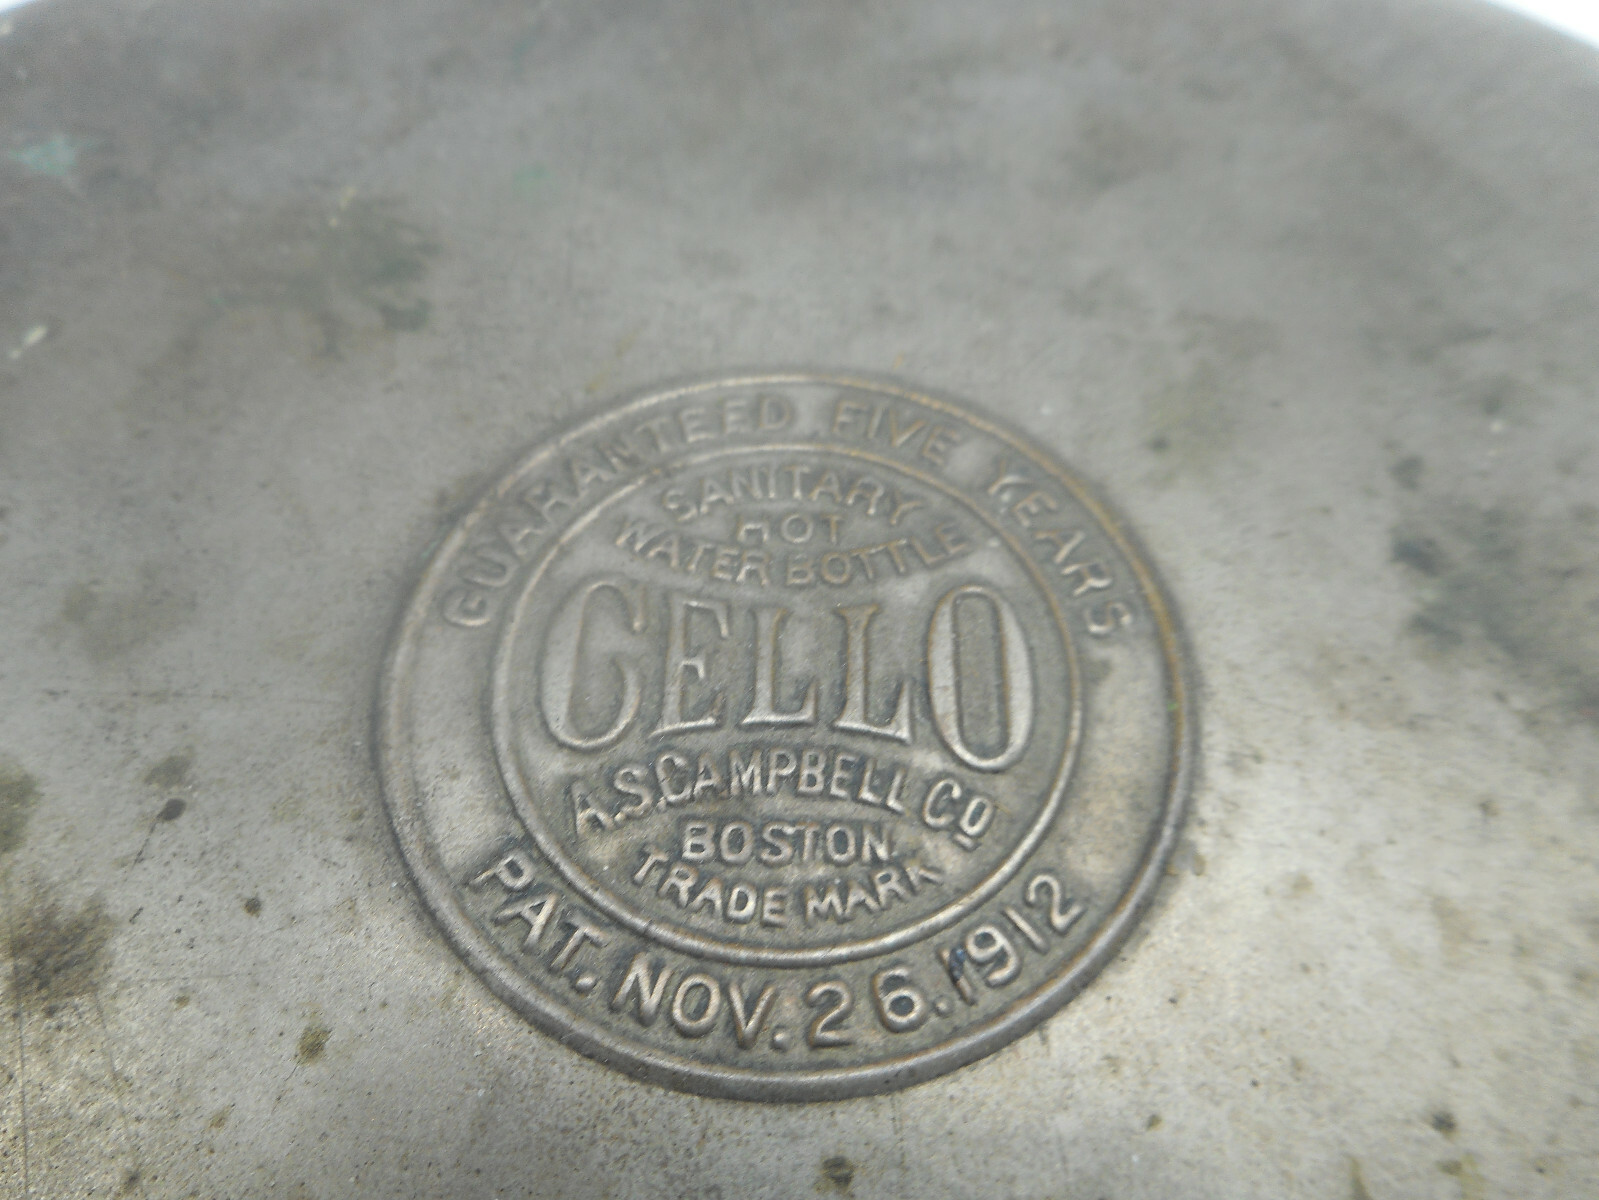 GUARANTEED FIVE YEARS
SANITARY
HOT
WATER BOTTLE
CELLO
A.S.CAMPBELL CO
BOSTON.
TRADE MARK
PAT. NOV. 26.1912